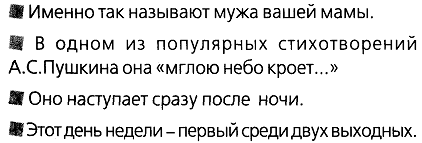 ■ Именно так называют мужа вашей мамы.
■ В одном из популярных стихотворений
А.С.Пушкина она «мглою небо кроет...»
■ Оно наступает сразу после ночи.
■ Этот день недели – первый среди двух выходных.